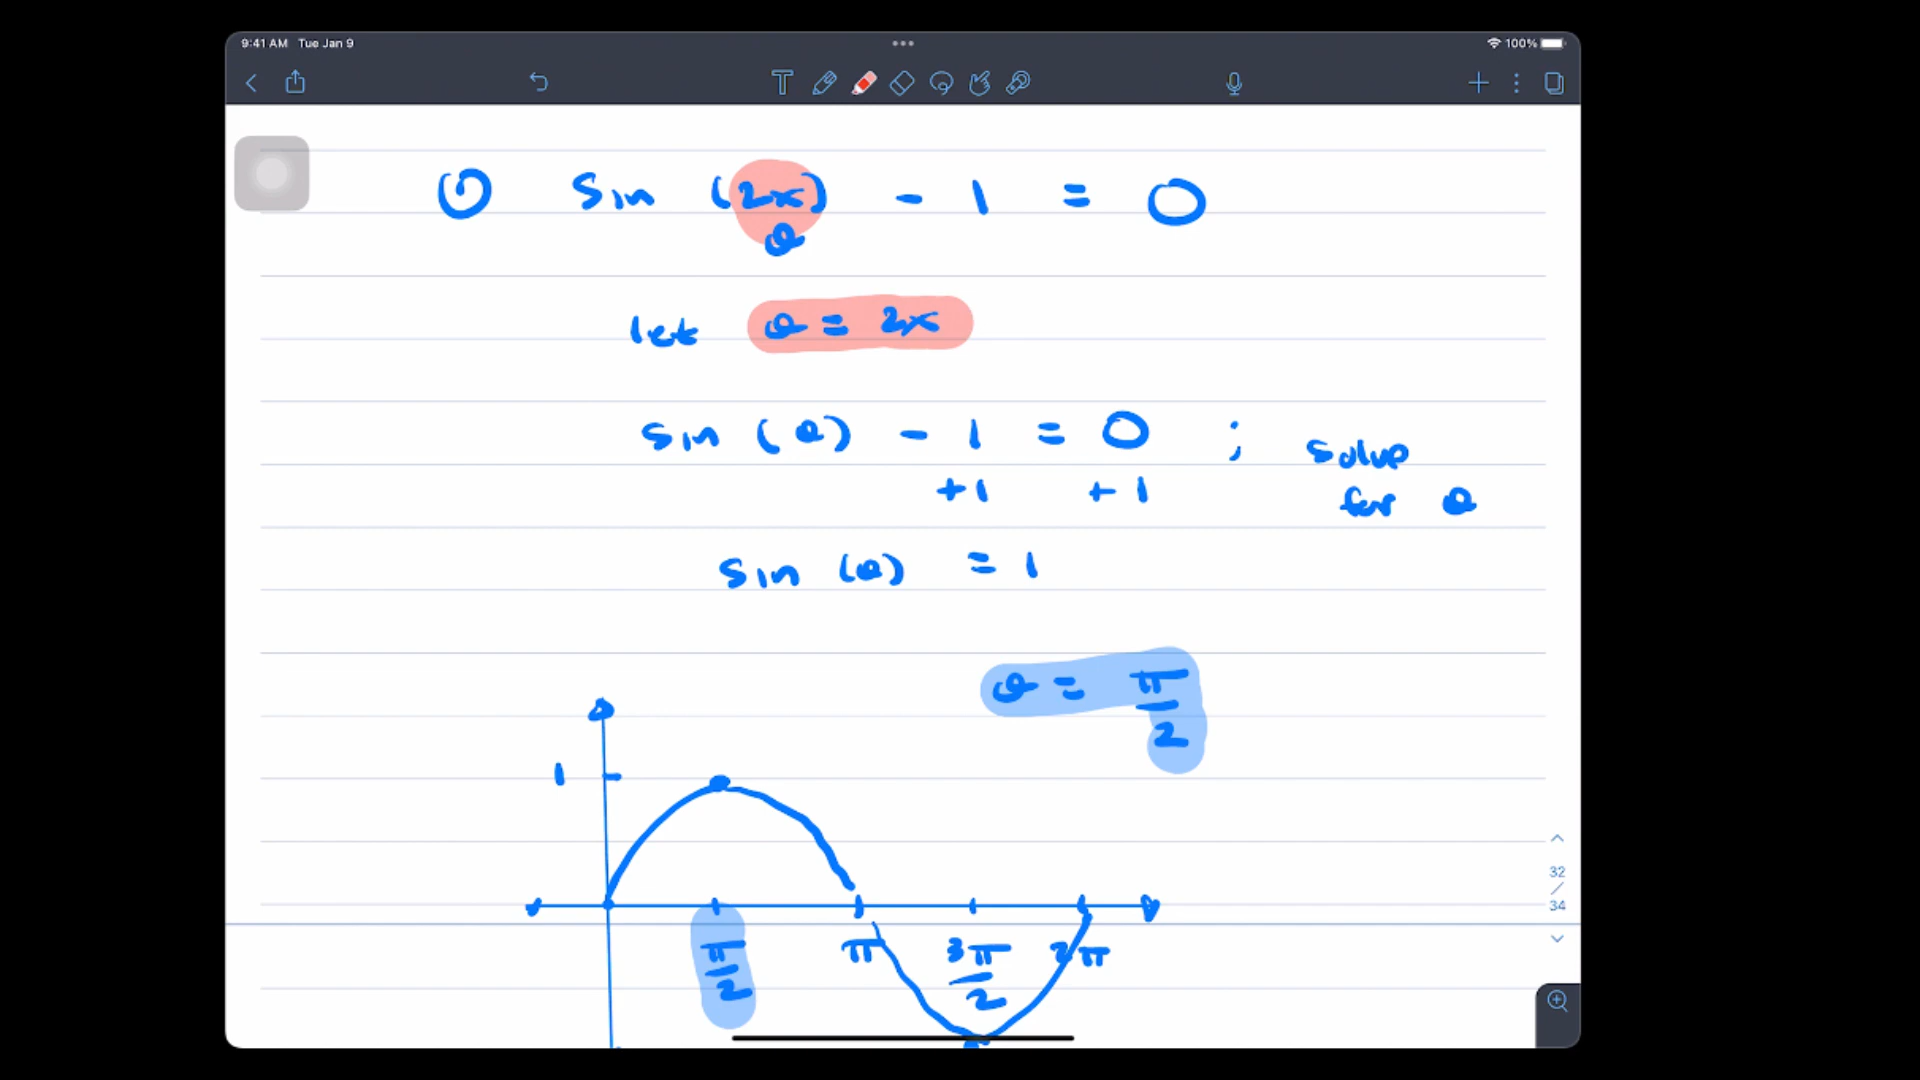 9:41 AM Tue Jan 9
100%
① sin (2x) - 1 = 0
θ
let θ = 2x
sin (θ) - 1 = 0 ; solve
+1 +1 for θ
sin (θ) = 1
θ = π/2
1
π/2 π 3π/2 2π
32
/
34